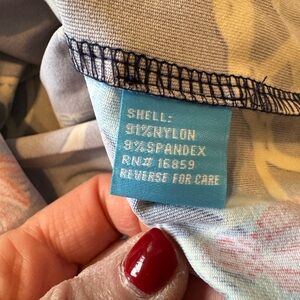 SHELL:
91%NYLON
9%SPANDEX
RN# 16859
REVERSE FOR CARE